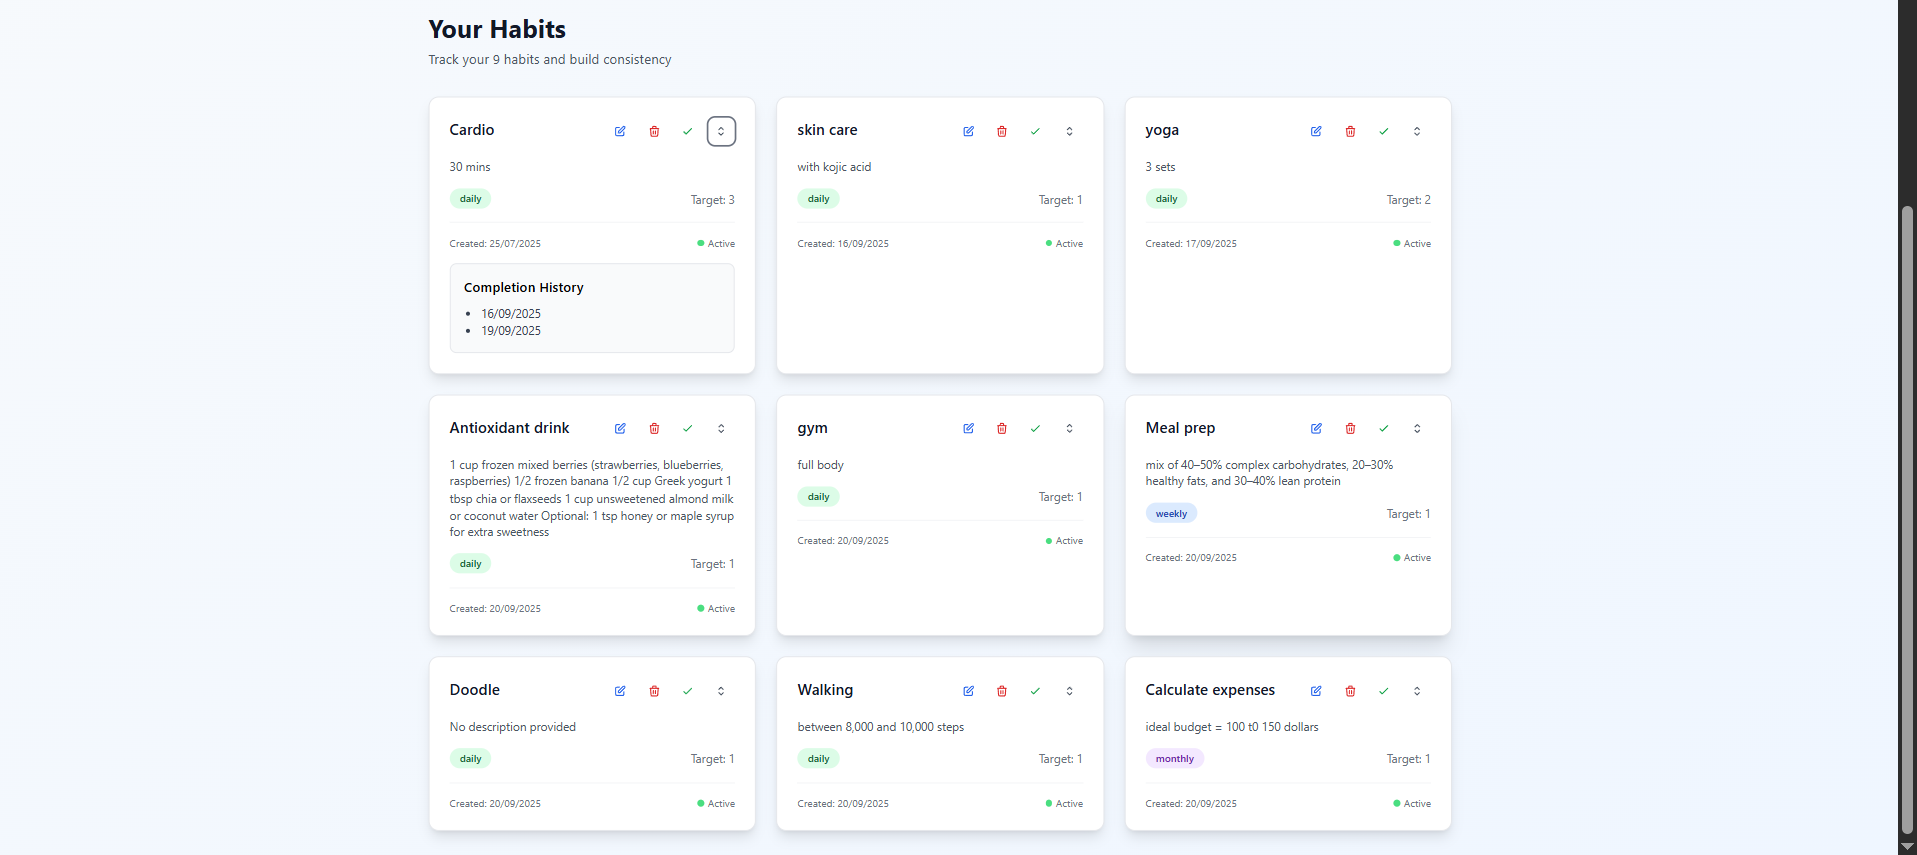 Your Habits
Track your 9 habits and build consistency
Cardio
30 mins
daily
Target: 3
Created: 25/07/2025
Active
Completion History
16/09/2025
19/09/2025
skin care
with kojic acid
daily
Target: 1
Created: 16/09/2025
Active
yoga
3 sets
daily
Target: 2
Created: 17/09/2025
Active
Antioxidant drink
1 cup frozen mixed berries (strawberries, blueberries,
raspberries) 1/2 frozen banana 1/2 cup Greek yogurt 1
tbsp chia or flaxseeds 1 cup unsweetened almond milk
or coconut water Optional: 1 tsp honey or maple syrup
for extra sweetness
daily
Target: 1
Created: 20/09/2025
Active
gym
full body
daily
Target: 1
Created: 20/09/2025
Active
Meal prep
mix of 40–50% complex carbohydrates, 20–30%
healthy fats, and 30–40% lean protein
weekly
Target: 1
Created: 20/09/2025
Active
Doodle
No description provided
daily
Target: 1
Created: 20/09/2025
Active
Walking
between 8,000 and 10,000 steps
daily
Target: 1
Created: 20/09/2025
Active
Calculate expenses
ideal budget = 100 t0 150 dollars
monthly
Target: 1
Created: 20/09/2025
Active